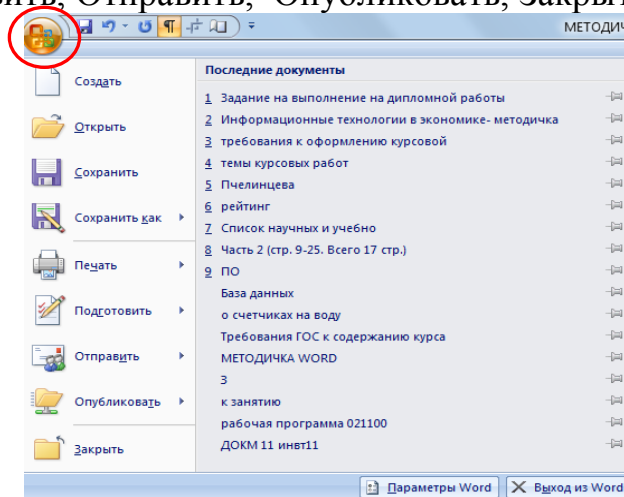 вить, Отправить, Опубликовать, Закрыт
¶
МЕТОДИЧ
Создать
Открыть
Сохранить
Сохранить как
Печать
Подготовить
Отправить
Опубликовать
Закрыть
Последние документы
1 Задание на выполнение на дипломной работы
2 Информационные технологии в экономике- методичка
3 требования к оформлению курсовой
4 темы курсовых работ
5 Пчелинцева
6 рейтинг
7 Список научных и учебно
8 Часть 2 (стр. 9-25. Всего 17 стр.)
9 ПО
База данных
о счетчиках на воду
Требования ГОС к содержанию курса
МЕТОДИЧКА WORD
3
к занятию
рабочая программа 021100
ДОКМ 11 инвт11
Параметры Word
Выход из Word